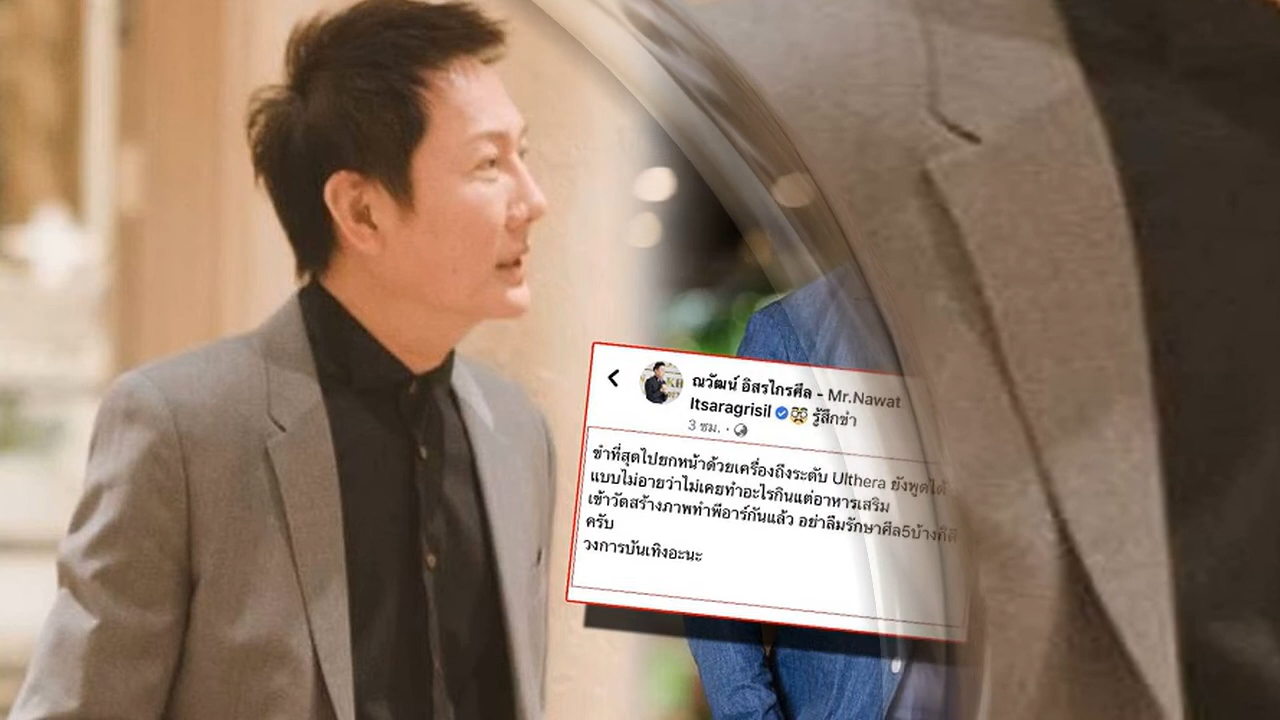 ณวัฒน์ อิสรไกรศีล - Mr.Nawat
Itsaragrisil รู้สึกขำ
3 ชม.
ขำที่สุดไปยกหน้าด้วยเครื่องถึงระดับ Ulthera ยังพูดได้
แบบไม่อายว่าไม่เคยทำอะไรกินแต่อาหารเสริม
เข้าวัดสร้างภาพทำพีอาร์กันแล้ว อย่าลืมรักษาศีล5บ้างก็ดี
ครับ
วงการบันเทิงอะนะ